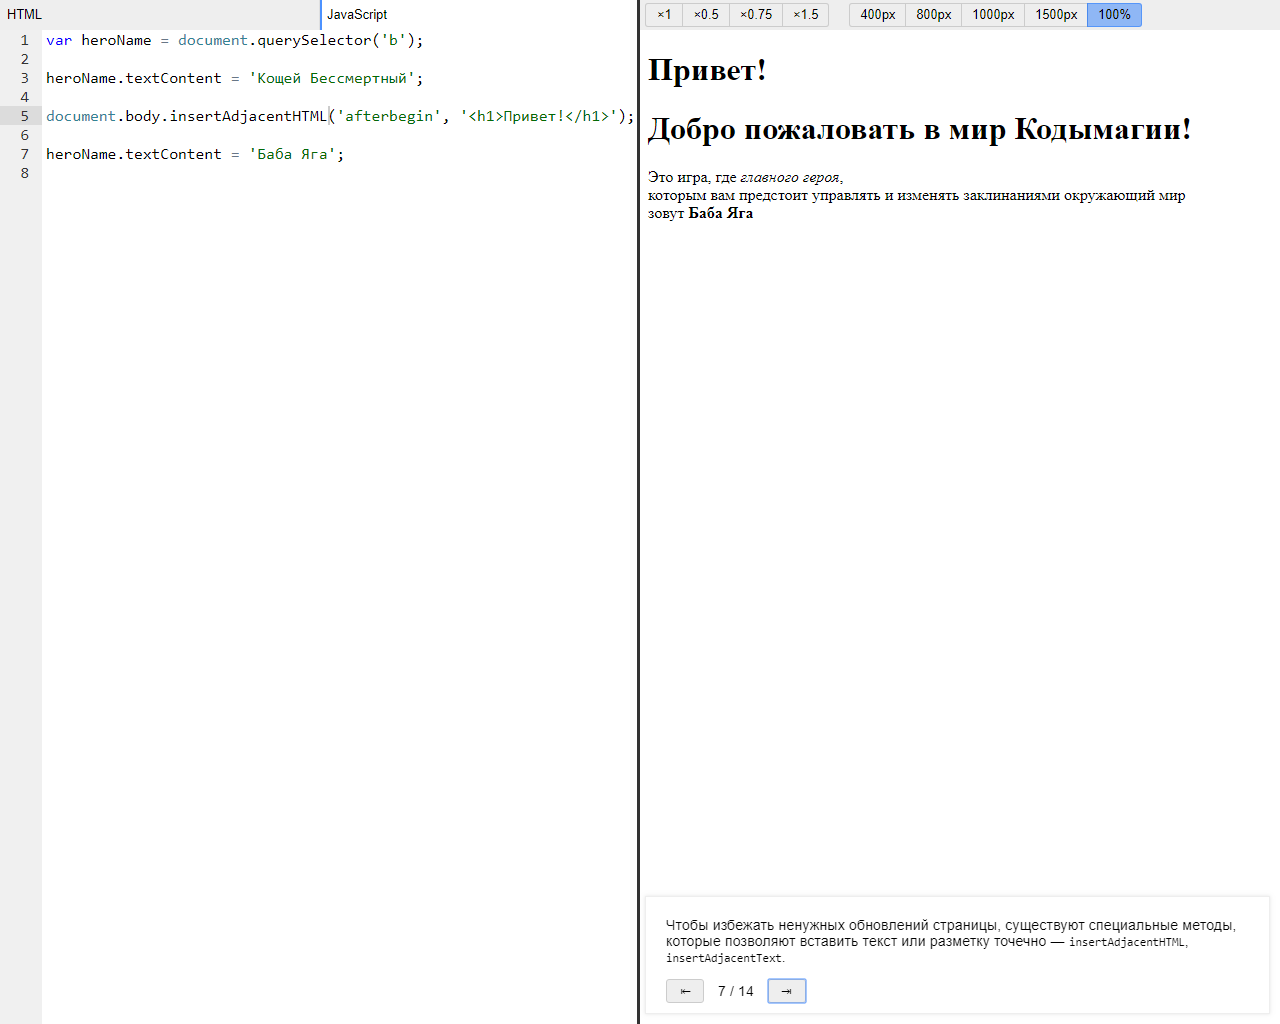 HTML
JavaScript
1 var heroName = document.querySelector('b');
2
3 heroName.textContent = 'Кощей Бессмертный';
4
5 document.body.insertAdjacentHTML('afterbegin', '<h1>Привет!</h1>');
6
7 heroName.textContent = 'Баба Яга';
8
×1 ×0.5 ×0.75 ×1.5 400px 800px 1000px 1500px 100%
Привет!
Добро пожаловать в мир Кодымагии!
Это игра, где главного героя,
которым вам предстоит управлять и изменять заклинаниями окружающий мир
зовут Баба Яга
Чтобы избежать ненужных обновлений страницы, существуют специальные методы,
которые позволяют вставить текст или разметку точечно — insertAdjacentHTML,
insertAdjacentText.
⇤ 7 / 14 ⇥